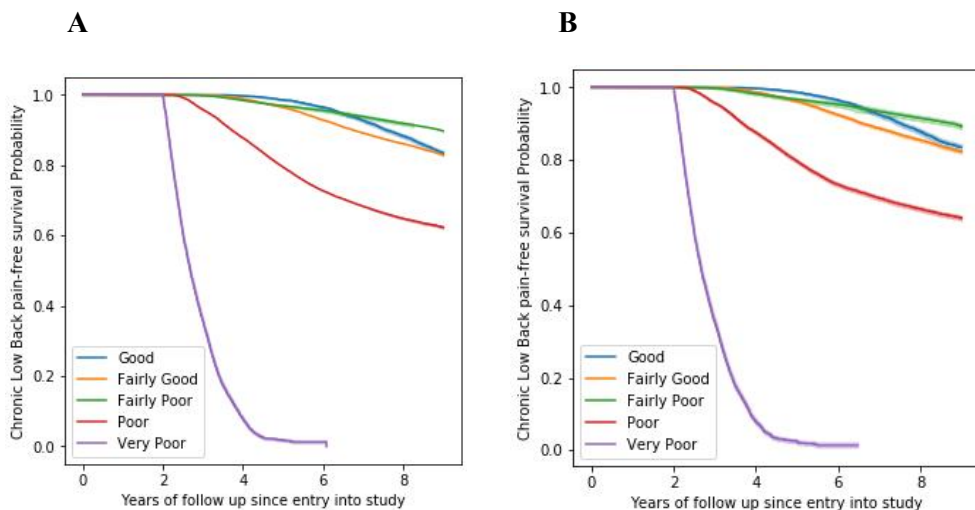 A
Chronic Low Back pain-free survival Probability
1.0
0.8
0.6
0.4
0.2
0.0
Good
Fairly Good
Fairly Poor
Poor
Very Poor
0 2 4 6 8
Years of follow up since entry into study
B
Chronic Low Back pain-free survival Probability
1.0
0.8
0.6
0.4
0.2
0.0
Good
Fairly Good
Fairly Poor
Poor
Very Poor
0 2 4 6 8
Years of follow up since entry into study